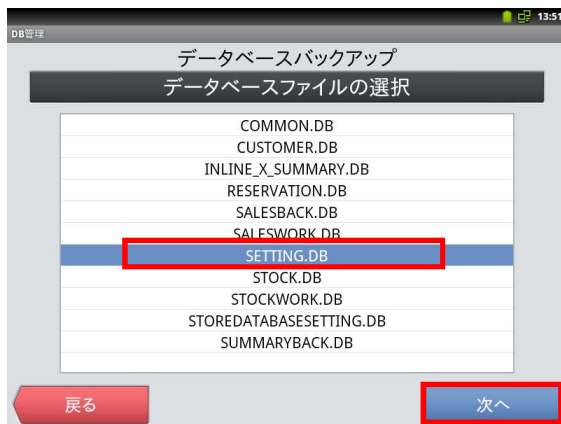 13:51
DB管理
データベースバックアップ
データベースファイルの選択
COMMON.DB
CUSTOMER.DB
INLINE_X_SUMMARY.DB
RESERVATION.DB
SALESBACK.DB
SALESWORK.DB
SETTING.DB
STOCK.DB
STOCKWORK.DB
STOREDATABASESETTING.DB
SUMMARYBACK.DB
戻る
次へ